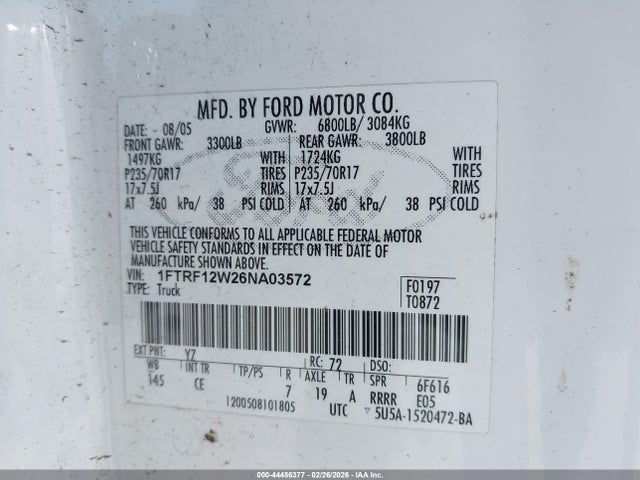 MFD. BY FORD MOTOR CO.
DATE: 08/05 GVWR: 6800LB/ 3084KG
FRONT GAWR: 3300LB REAR GAWR: 3800LB
1497KG WITH 1724KG WITH
P235/70R17 TIRES P235/70R17 TIRES
17x7.5J RIMS 17x7.5J RIMS
AT 260 kPa/ 38 PSI COLD AT 260 kPa/ 38 PSI COLD
THIS VEHICLE CONFORMS TO ALL APPLICABLE FEDERAL MOTOR
VEHICLE SAFETY STANDARDS IN EFFECT ON THE DATE OF
MANUFACTURE SHOWN ABOVE.
VIN: 1FTRF12W26NA03572 F0197
TYPE: Truck T0872
EXT PNT: Y7 RC: 72 DSO:
WB INT TR TP/PS R AXLE TR SPR 6F616
145 CE 7 19 A RRRR E05
1200508101805 UTC 5U5A-1520472-BA
Ford
000-44486377 - 02/26/2026 - IAAI.COM